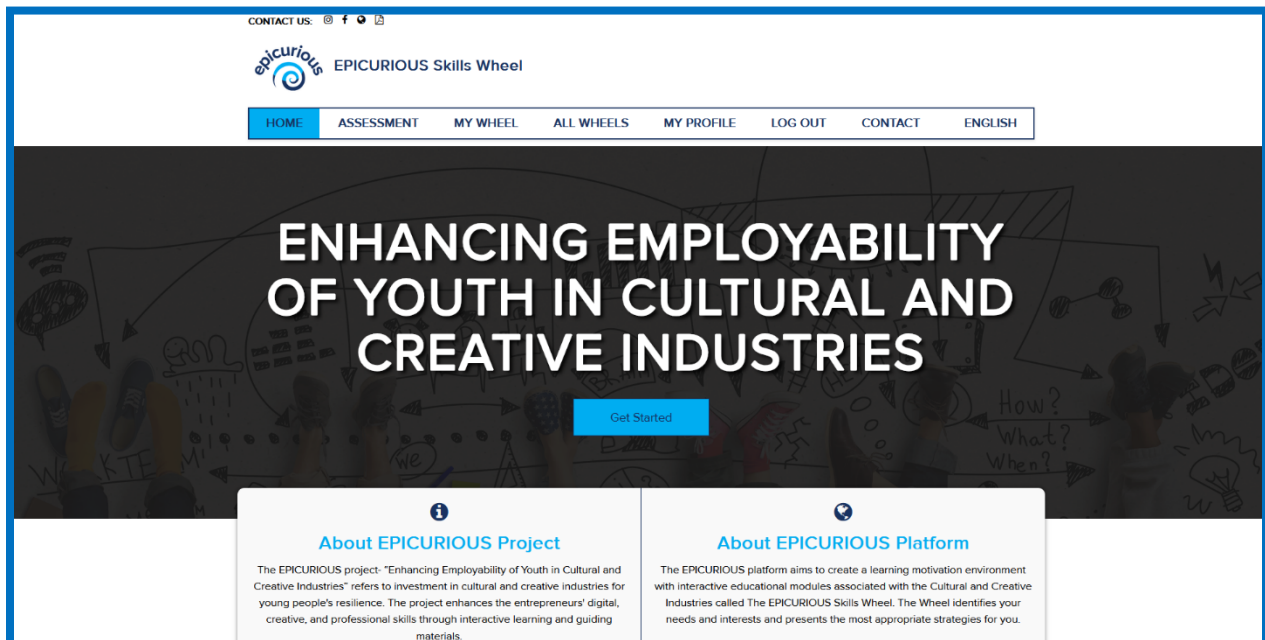 CONTACT US:
epicurious
EPICURIOUS Skills Wheel
HOME ASSESSMENT MY WHEEL ALL WHEELS MY PROFILE LOG OUT CONTACT ENGLISH
ENHANCING EMPLOYABILITY
OF YOUTH IN CULTURAL AND
CREATIVE INDUSTRIES
Get Started
How?
What?
When?
We
About EPICURIOUS Project
The EPICURIOUS project- "Enhancing Employability of Youth in Cultural and
Creative Industries" refers to investment in cultural and creative industries for
young people's resilience. The project enhances the entrepreneurs' digital,
creative, and professional skills through interactive learning and guiding
materials.
About EPICURIOUS Platform
The EPICURIOUS platform aims to create a learning motivation environment
with interactive educational modules associated with the Cultural and Creative
Industries called The EPICURIOUS Skills Wheel. The Wheel identifies your
needs and interests and presents the most appropriate strategies for you.